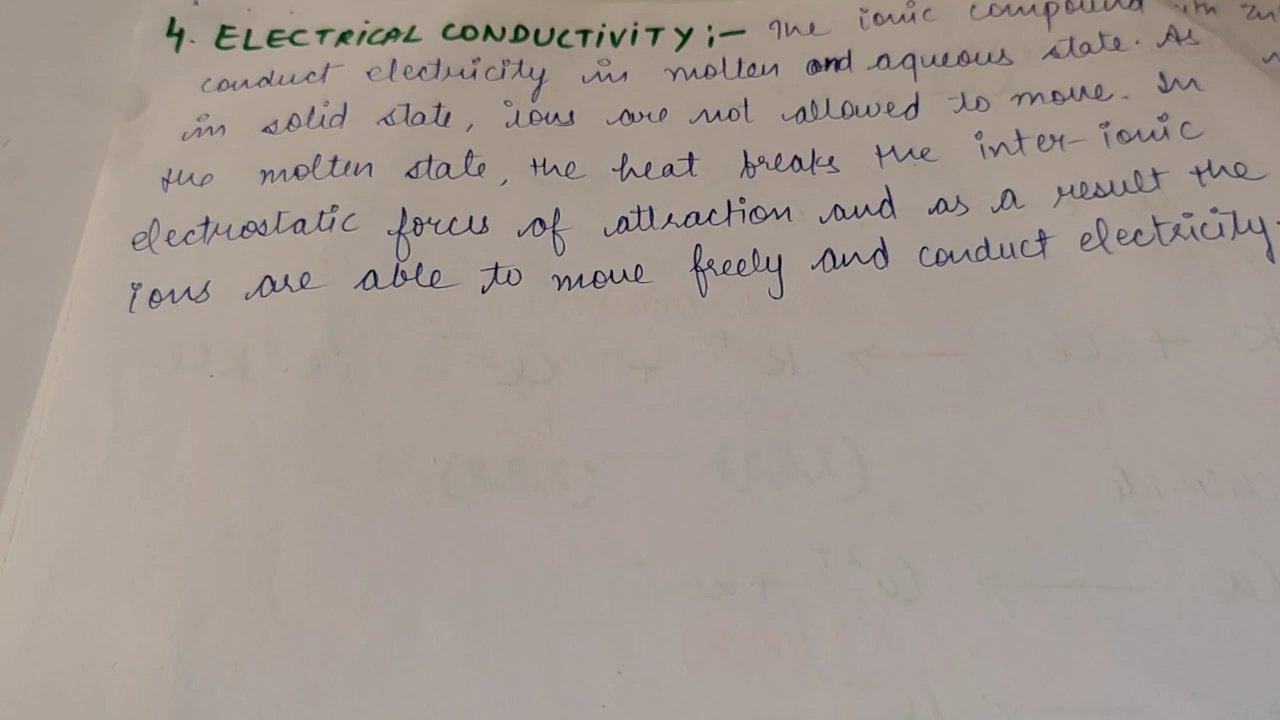 4. ELECTRICAL CONDUCTIVITY :- The ionic compound
conduct electricity in molten and aqueous state. As
in solid state, ions are not allowed to move. In
the molten state, the heat breaks the inter-ionic
electrostatic forces of attraction and as a result the
ions are able to move freely and conduct electricity.